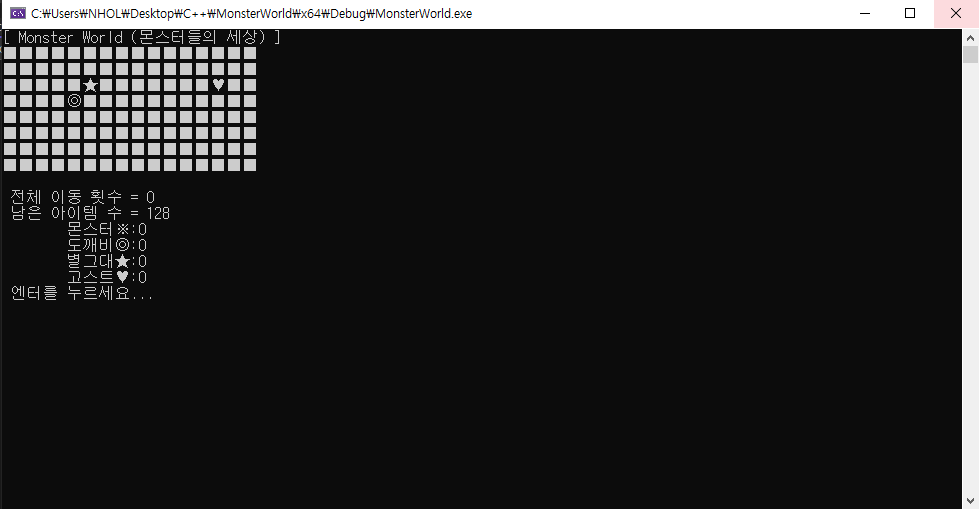 C:₩Users₩NHOL₩Desktop₩C++₩MonsterWorld₩x64₩Debug₩MonsterWorld.exe
[ Monster World (몬스터들의 세상) ]
■■■■■■■■■■■■■■■■
■■■■■■■■■■■■■■■■
■■■■■★■■■■■■■♥■■
■■■■◎■■■■■■■■■■■
■■■■■■■■■■■■■■■■
■■■■■■■■■■■■■■■■
■■■■■■■■■■■■■■■■
■■■■■■■■■■■■■■■■
전체 이동 횟수 = 0
남은 아이템 수 = 128
몬스터※:0
도깨비◎:0
별그대★:0
고스트♥:0
엔터를 누르세요...